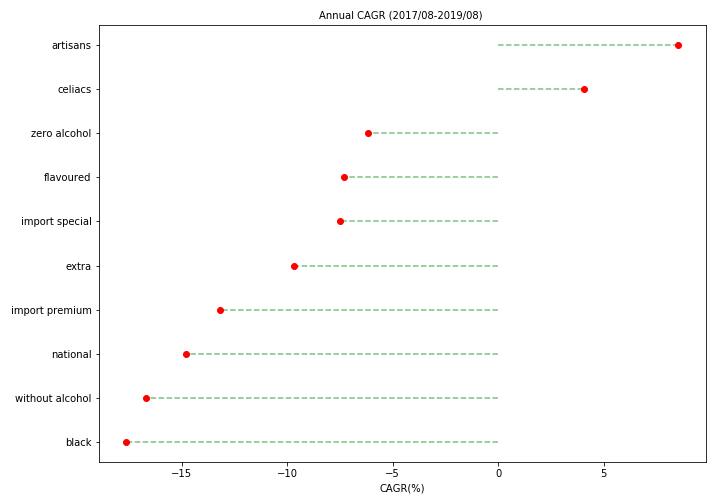 Annual CAGR (2017/08-2019/08)
artisans
celiacs
zero alcohol
flavoured
import special
extra
import premium
national
without alcohol
black
−15 −10 −5 0 5
CAGR(%)